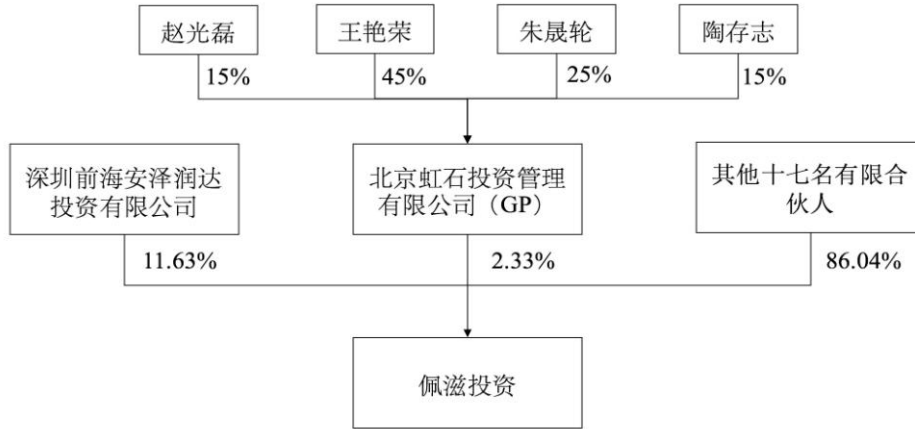 赵光磊
王艳荣
朱晟轮
陶存志
15%
45%
25%
15%
深圳前海安泽润达
投资有限公司
北京虹石投资管理
有限公司（GP）
其他十七名有限合
伙人
11.63%
2.33%
86.04%
佩滋投资